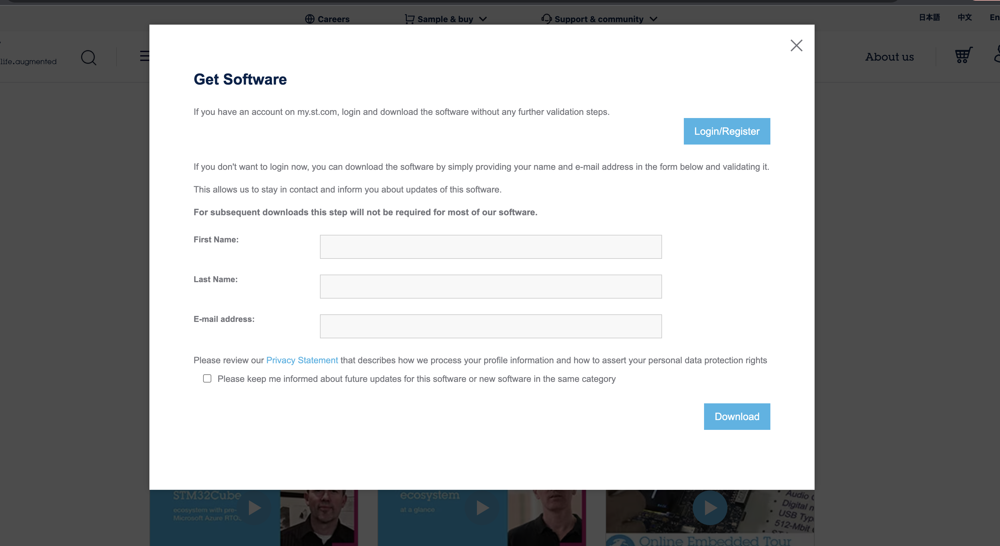 Careers
Sample & buy
Support & community
日本語
中文
life.augmented
About us
Get Software
If you have an account on my.st.com, login and download the software without any further validation steps.
Login/Register
If you don't want to login now, you can download the software by simply providing your name and e-mail address in the form below and validating it.
This allows us to stay in contact and inform you about updates of this software.
For subsequent downloads this step will not be required for most of our software.
First Name:
Last Name:
E-mail address:
Please review our Privacy Statement that describes how we process your profile information and how to assert your personal data protection rights
Please keep me informed about future updates for this software or new software in the same category
Download
STM32Cube
ecosystem with pre-
Microsoft Azure
ecosystem
at a glance
Audio
Digital
USB
512-Mbit
Online Embedded Tour